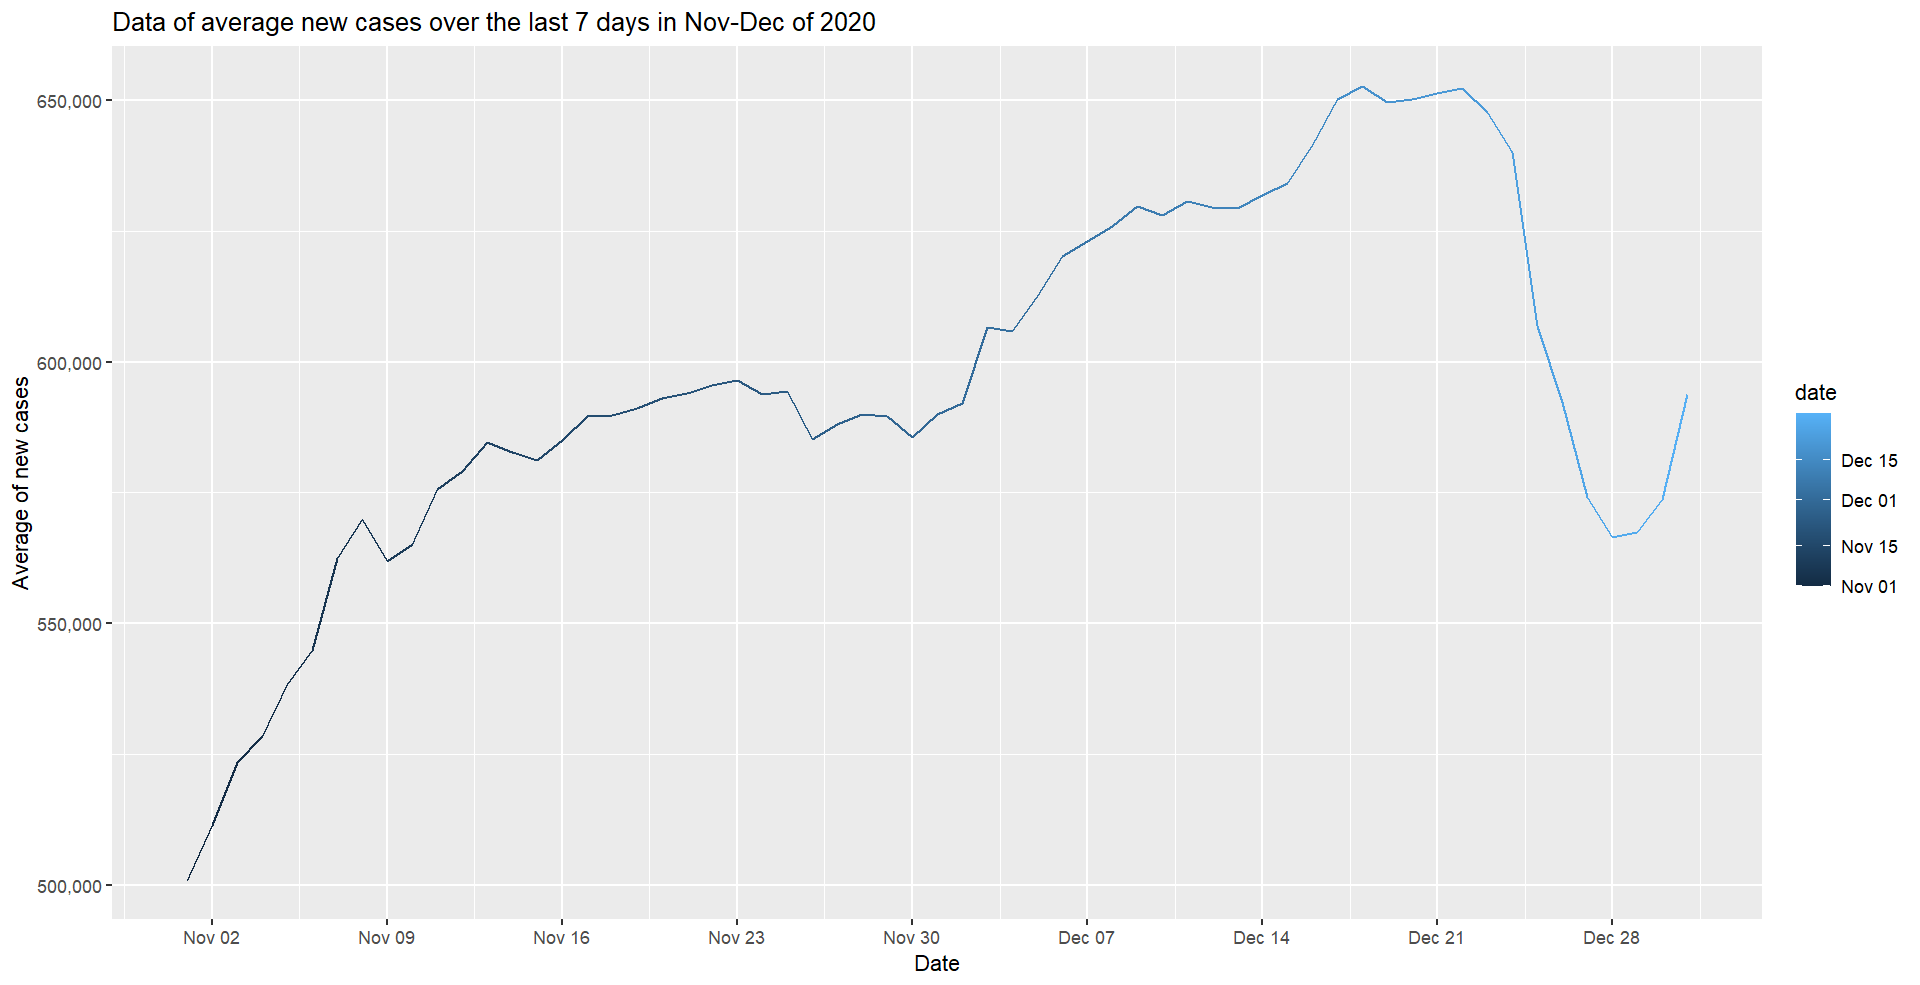 Data of average new cases over the last 7 days in Nov-Dec of 2020
Average of new cases
650,000
600,000
550,000
500,000
Nov 02
Nov 09
Nov 16
Nov 23
Nov 30
Dec 07
Dec 14
Dec 21
Dec 28
Date
date
Dec 15
Dec 01
Nov 15
Nov 01